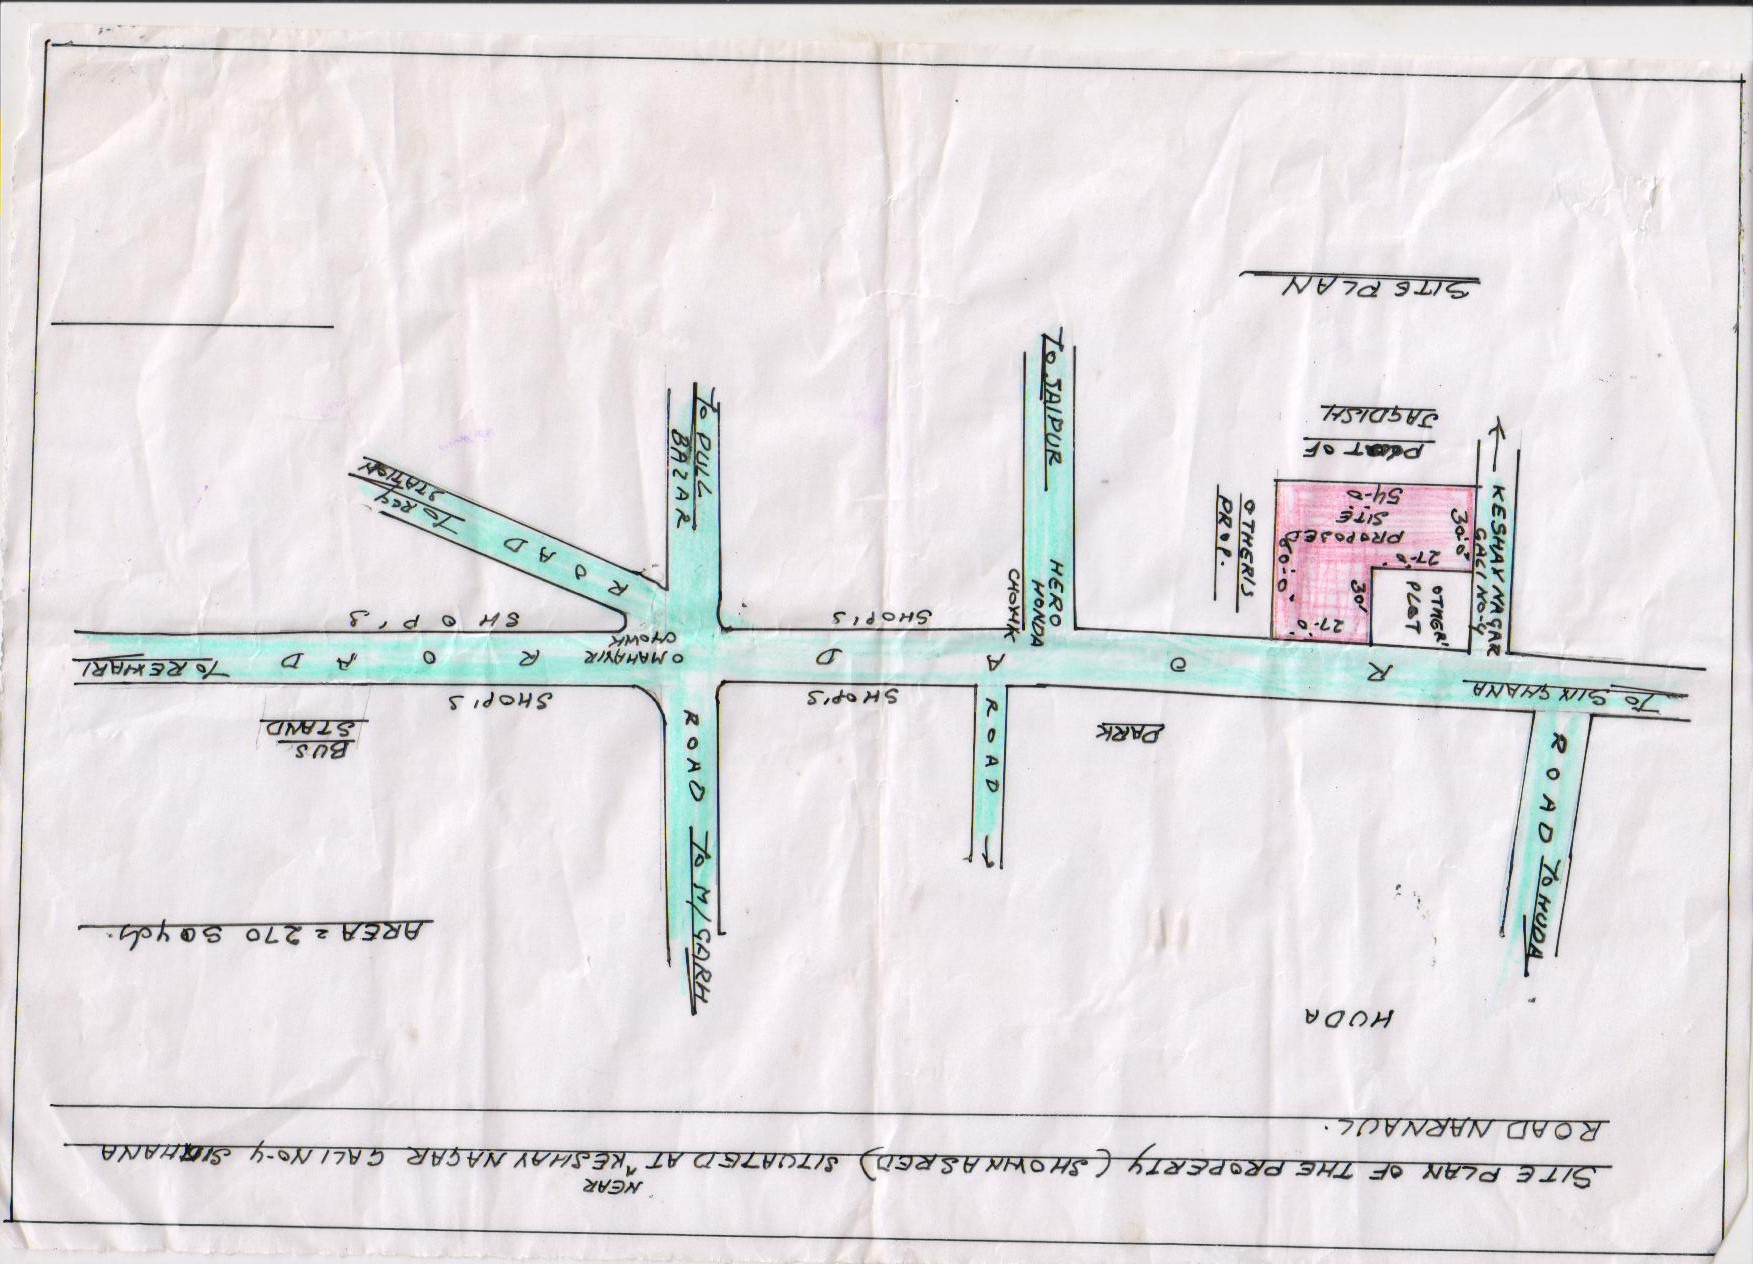 NEAR
SITE PLAN OF THE PROPERTY (SHOWN AS RED) SITUATED AT ^ KESHAV NAGAR GALI NO-4 SINGHANA
ROAD NARNAUL.
HUDA
AREA = 270 SQ yds.
ROAD TO HUDA
ROAD TO M/GARH
ROAD
PARK
BUS
STAND
SHOP'S
SHOP'S
TO SINGHANA
ROAD
ROAD
TO REWARI
MAHAVIR
CHOWK
SHOP'S
SHOP'S
HERO
HONDA
CHOWK
TO JAIPUR
TO PULL
BAZAR
ROAD
TO RLY
STATION
KESHAV NAGAR
GALI NO-4
OTHER'
PLOT
27-0
30'
27-0
30-0
60-0
PROPOSED
SITE
54-0
OTHER'S
PROP.
PLOT OF
JAGDISH
SITE PLAN